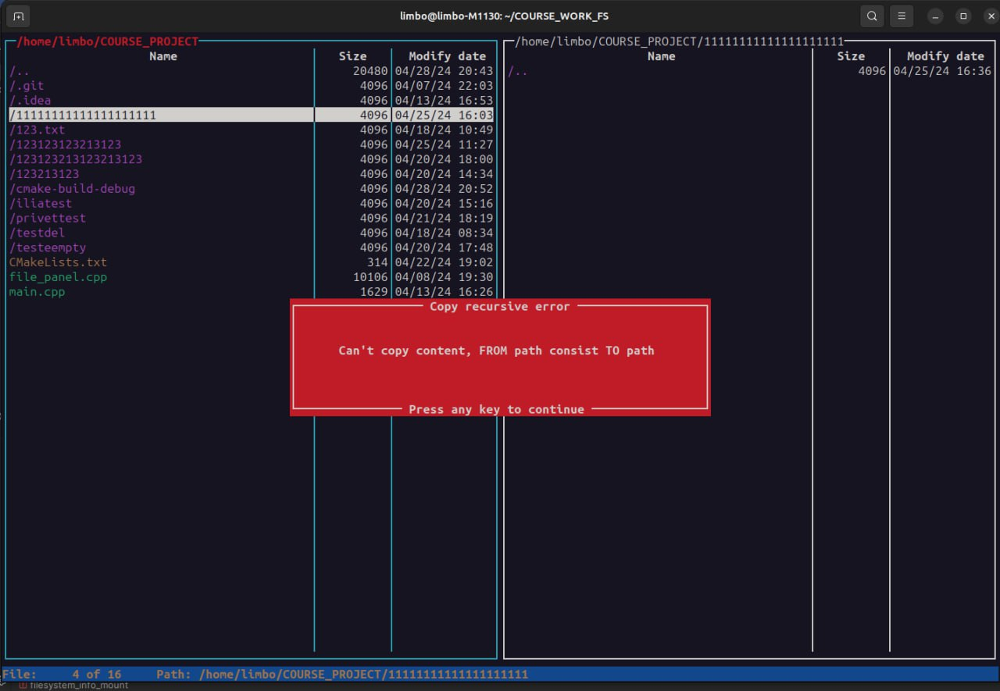 limbo@limbo-M1130: ~/COURSE_WORK_FS
/home/limbo/COURSE_PROJECT
Name Size Modify date
/.. 20480 04/28/24 20:43
/.git 4096 04/07/24 22:03
/.idea 4096 04/13/24 16:53
/11111111111111111111 4096 04/25/24 16:03
/123.txt 4096 04/18/24 10:49
/123123123213123 4096 04/25/24 11:27
/123123213123213123 4096 04/20/24 18:00
/123213123 4096 04/20/24 14:34
/cmake-build-debug 4096 04/28/24 20:52
/iliatest 4096 04/20/24 15:16
/privettest 4096 04/21/24 18:19
/testdel 4096 04/18/24 08:34
/testeempty 4096 04/20/24 17:48
CMakeLists.txt 314 04/22/24 19:02
file_panel.cpp 10106 04/08/24 19:30
main.cpp 1629 04/13/24 16:26
/home/limbo/COURSE_PROJECT/11111111111111111111
Name Size Modify date
/.. 4096 04/25/24 16:36
Copy recursive error
Can't copy content, FROM path consist TO path
Press any key to continue
File: 4 of 16 Path: /home/limbo/COURSE_PROJECT/11111111111111111111
filesystem_info_mount